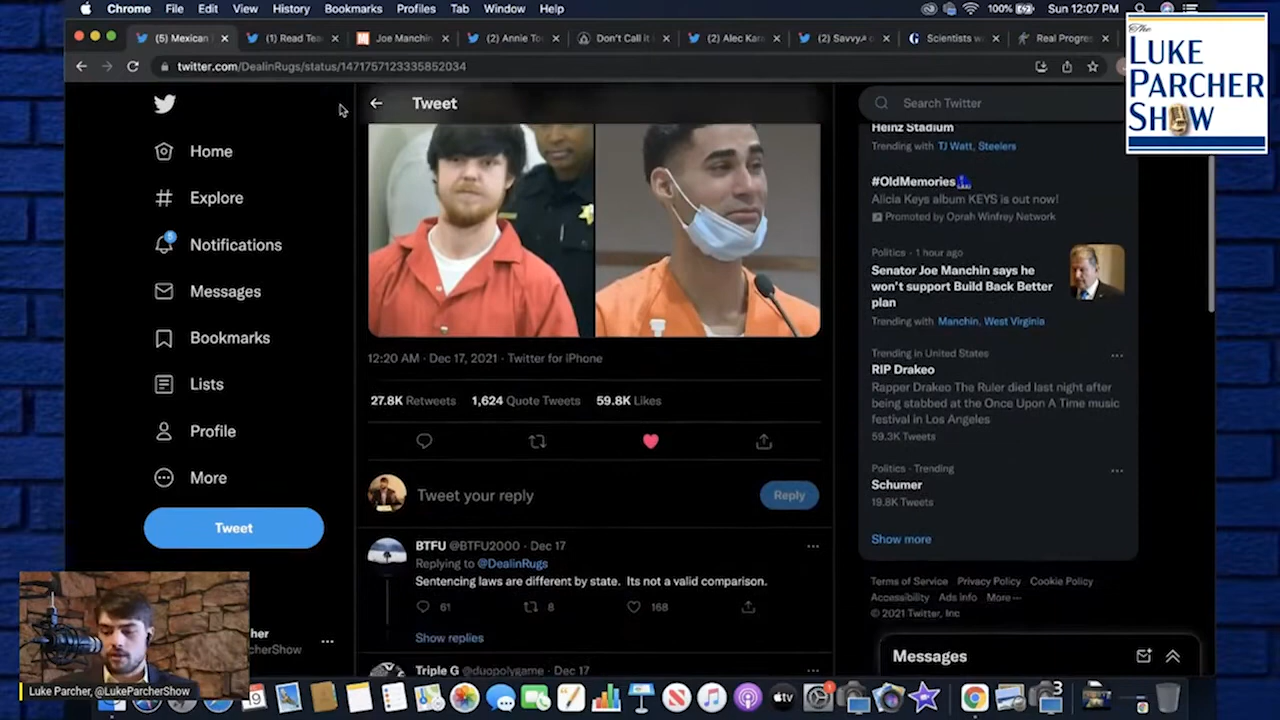 Chrome File Edit View History Bookmarks Profiles Tab Window Help
100% Sun 12:07 PM
(5) Mexican
(1) Read Tea
Joe Manchin
(2) Annie To
Don't Call it
(2) Alec Kara
(2) Savvy
Scientists w
Real Progres
twitter.com/DealinRugs/status/1471757123335852034
The
LUKE
PARCHER
SHOW
Home
Explore
Notifications
Messages
Bookmarks
Lists
Profile
More
Tweet
Tweet
12:20 AM · Dec 17, 2021 · Twitter for iPhone
27.8K Retweets 1,624 Quote Tweets 59.8K Likes
Tweet your reply
Reply
BTFU @BTFU2000 · Dec 17
Replying to @DealinRugs
Sentencing laws are different by state. Its not a valid comparison.
61 8 168
Show replies
Triple G @duopolygame · Dec 17
Search Twitter
Heinz Stadium
Trending with TJ Watt, Steelers
#OldMemories
Alicia Keys album KEYS is out now!
Promoted by Oprah Winfrey Network
Politics · 1 hour ago
Senator Joe Manchin says he
won't support Build Back Better
plan
Trending with Manchin, West Virginia
Trending in United States
RIP Drakeo
Rapper Drakeo The Ruler died last night after
being stabbed at the Once Upon A Time music
festival in Los Angeles
59.3K Tweets
Politics · Trending
Schumer
19.8K Tweets
Show more
Terms of Service Privacy Policy Cookie Policy
Accessibility Ads info More
© 2021 Twitter, Inc
Messages
her
cherShow
Luke Parcher, @LukeParcherShow